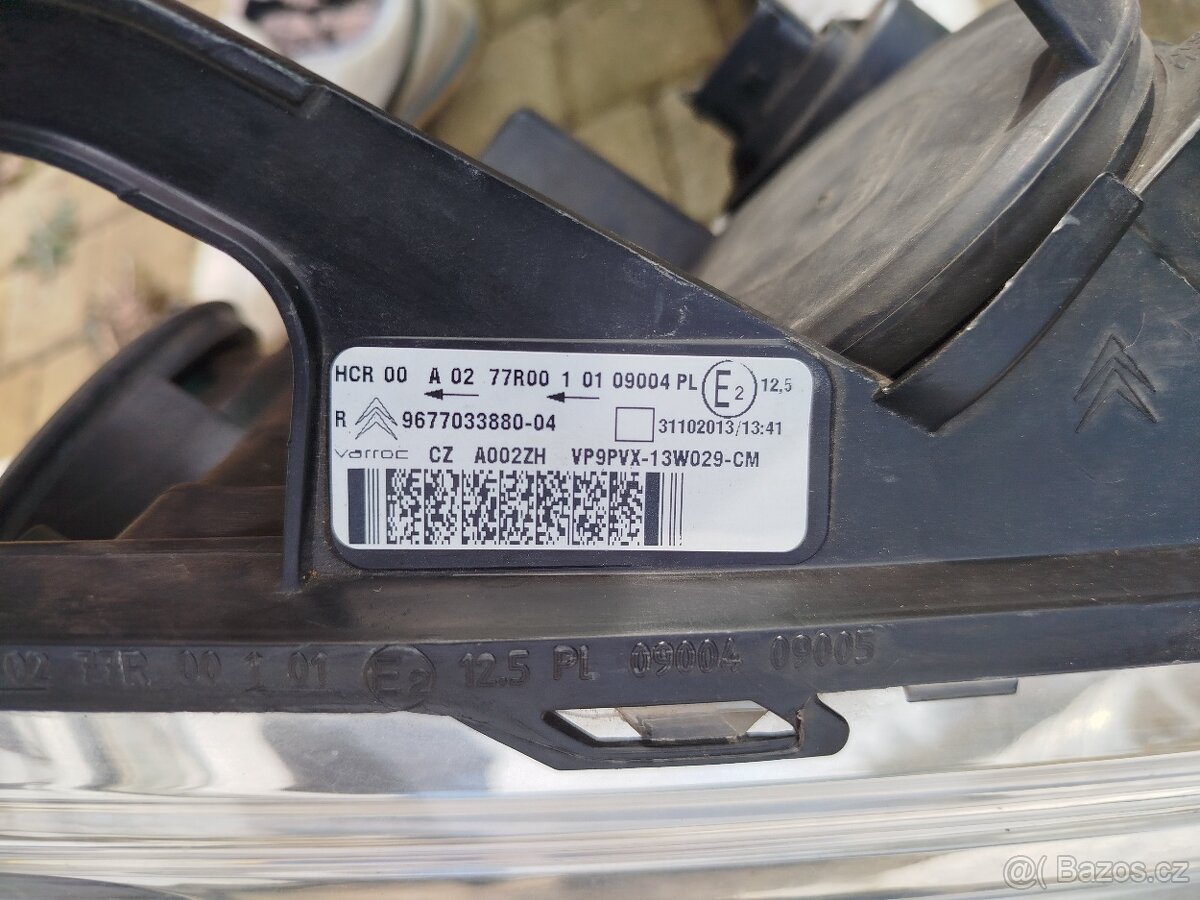 HCR 00 A 02 77R00 1 01 09004 PL E2 12,5
R 9677033880-04 31102013/13:41
varroc CZ A002ZH VP9PVX-13W029-CM
02 77R 00 1 01 E2 12.5 PL 09004 09005
@( Bazos.cz